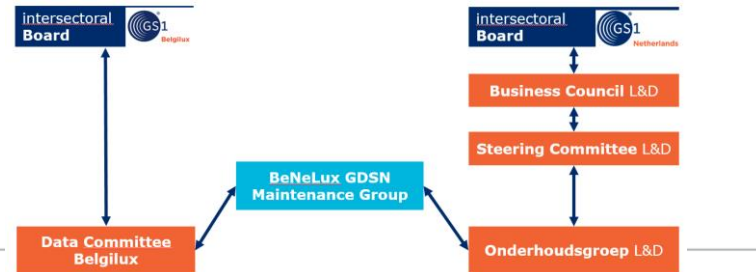 intersectoral
Board
GS1
Belgilux
intersectoral
Board
GS1
Netherlands
Business Council L&D
Steering Committee L&D
BeNeLux GDSN
Maintenance Group
Data Committee
Belgilux
Onderhoudsgroep L&D